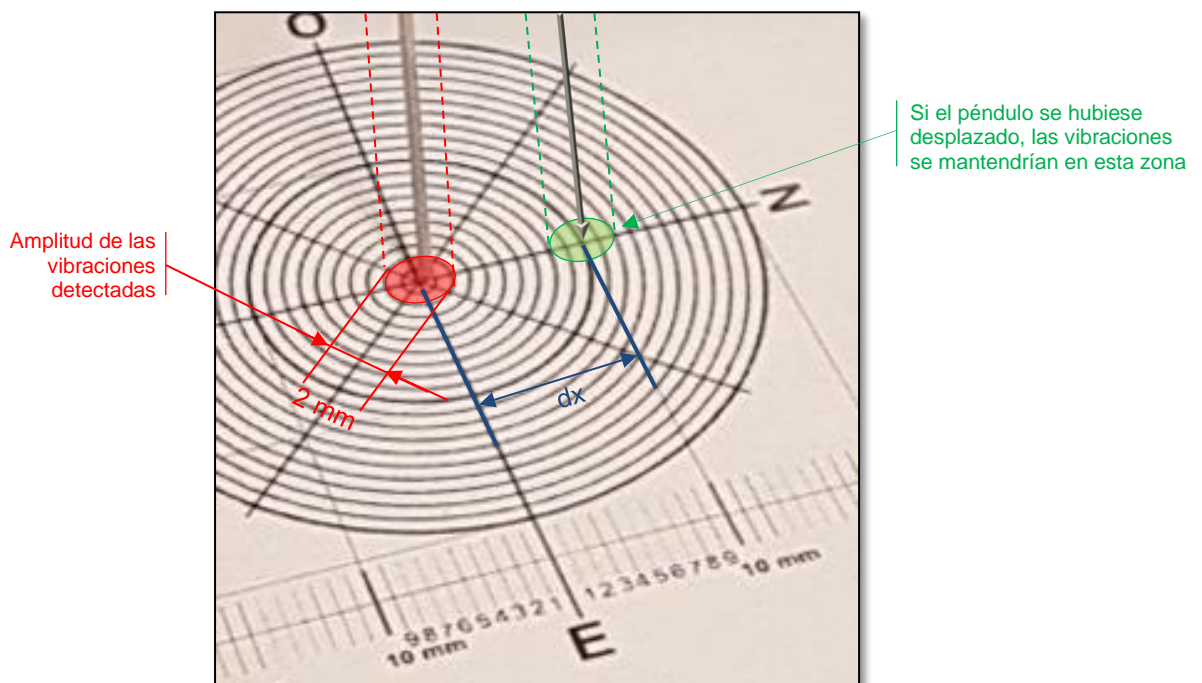 O
Si el péndulo se hubiese
desplazado, las vibraciones
se mantendrían en esta zona
N
Amplitud de las
vibraciones
detectadas
2 mm
dx
10 mm 987654321 123456789 10 mm
E